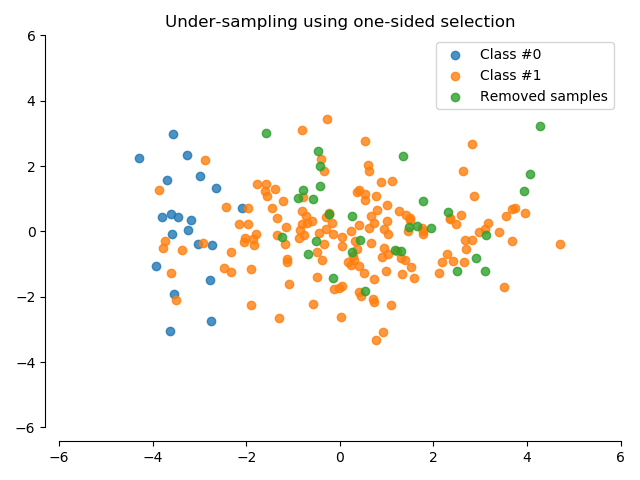 Under-sampling using one-sided selection
Class #0
Class #1
Removed samples
6
4
2
0
−2
−4
−6
−6 −4 −2 0 2 4 6